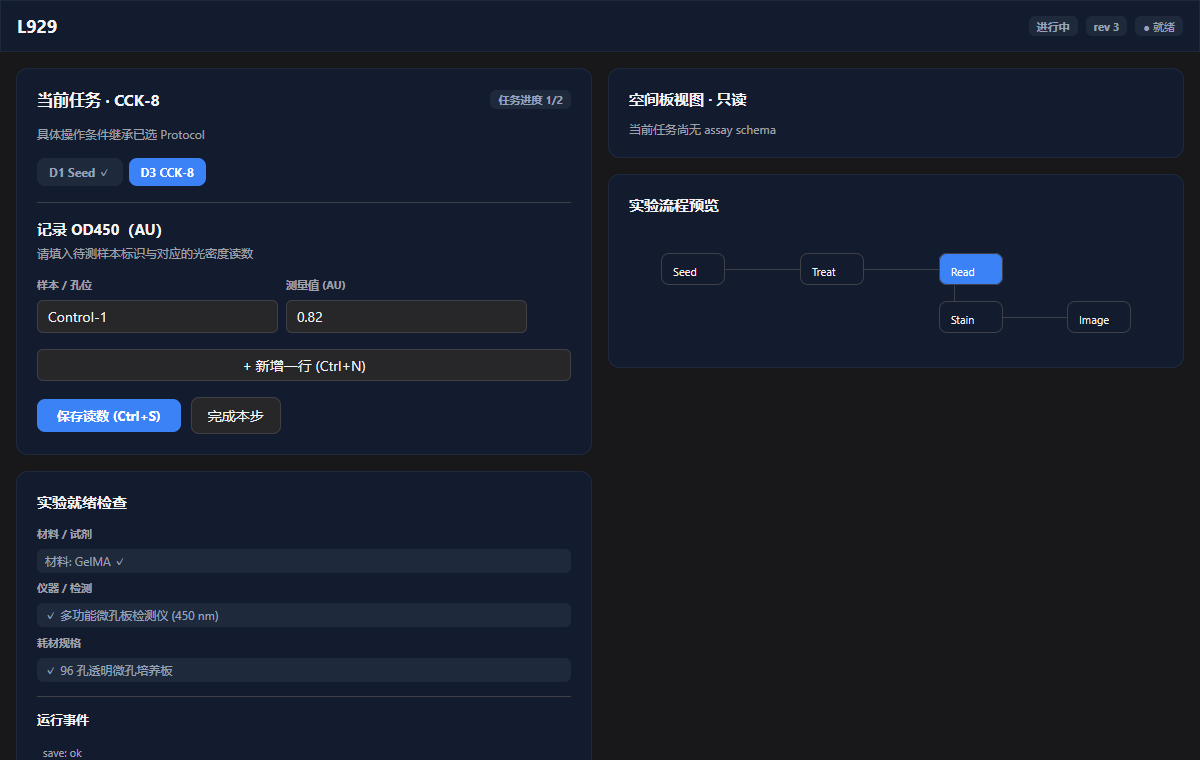 L929
进行中
rev 3
● 就绪
当前任务 · CCK-8
任务进度 1/2
具体操作条件继承已选 Protocol
D1 Seed ✓
D3 CCK-8
记录 OD450（AU）
请填入待测样本标识与对应的光密度读数
样本 / 孔位
测量值 (AU)
Control-1
0.82
+ 新增一行 (Ctrl+N)
保存读数 (Ctrl+S)
完成本步
实验就绪检查
材料 / 试剂
材料: GelMA ✓
仪器 / 检测
✓ 多功能微孔板检测仪 (450 nm)
耗材规格
✓ 96 孔透明微孔培养板
运行事件
save: ok
空间板视图 · 只读
当前任务尚无 assay schema
实验流程预览
Seed
Treat
Read
Stain
Image